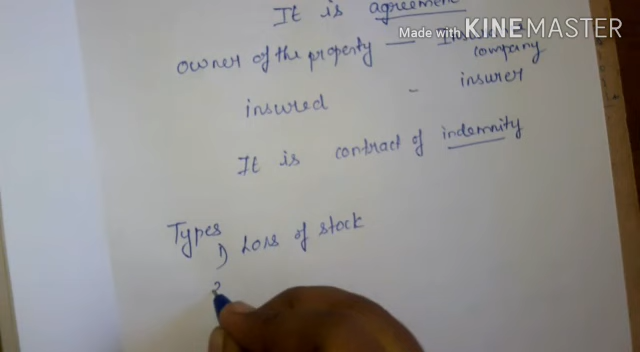 It is agreement
Made with KINEMASTER
owner of the property — 
company
insured - insurer
It is contract of indemnity
Types
1) Loss of stock
2